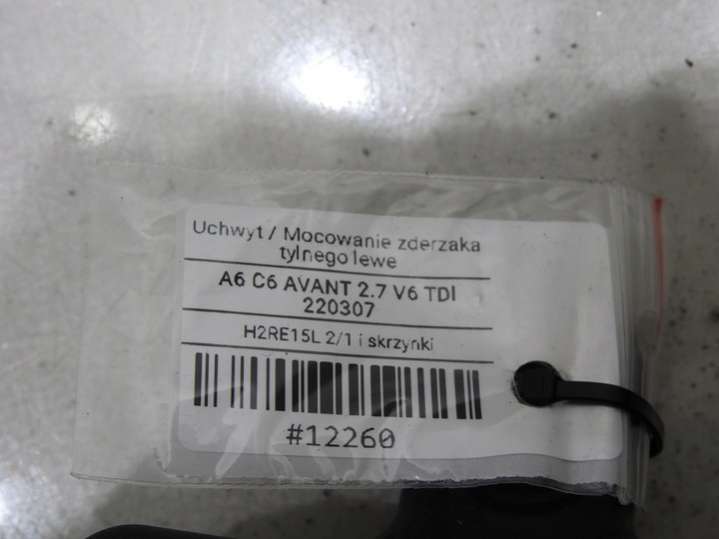 Uchwyt / Mocowanie zderzaka
tylnego lewe
A6 C6 AVANT 2.7 V6 TDI
220307
H2RE15L 2/1 i skrzynki
#12260